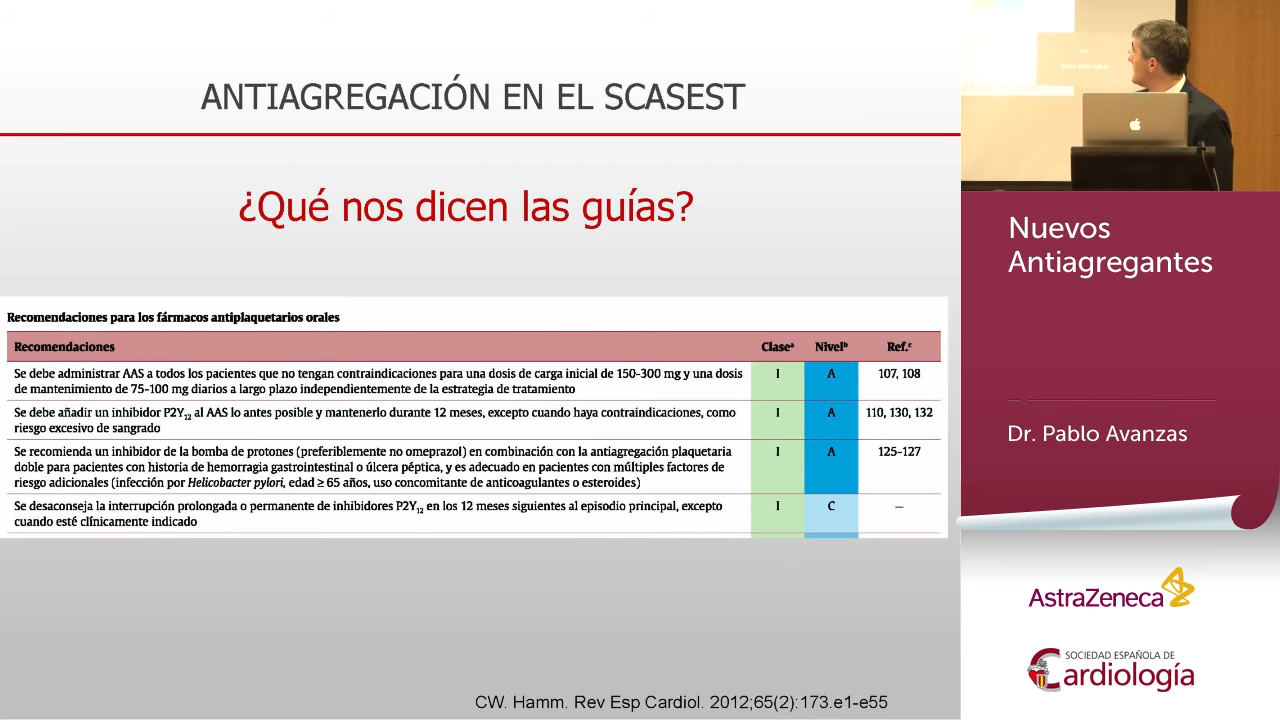 ANTIAGREGACIÓN EN EL SCASEST
¿Qué nos dicen las guías?
Recomendaciones para los fármacos antiplaquetarios orales
Recomendaciones Claseᵃ Nivelᵇ Ref.ᶜ
Se debe administrar AAS a todos los pacientes que no tengan contraindicaciones para una dosis de carga inicial de 150-300 mg y una dosis I A 107, 108
de mantenimiento de 75-100 mg diarios a largo plazo independientemente de la estrategia de tratamiento
Se debe añadir un inhibidor P2Y₁₂ al AAS lo antes posible y mantenerlo durante 12 meses, excepto cuando haya contraindicaciones, como I A 110, 130, 132
riesgo excesivo de sangrado
Se recomienda un inhibidor de la bomba de protones (preferiblemente no omeprazol) en combinación con la antiagregación plaquetaria I A 125-127
doble para pacientes con historia de hemorragia gastrointestinal o úlcera péptica, y es adecuado en pacientes con múltiples factores de
riesgo adicionales (infección por Helicobacter pylori, edad ≥ 65 años, uso concomitante de anticoagulantes o esteroides)
Se desaconseja la interrupción prolongada o permanente de inhibidores P2Y₁₂ en los 12 meses siguientes al episodio principal, excepto I C —
cuando esté clínicamente indicado
CW. Hamm. Rev Esp Cardiol. 2012;65(2):173.e1-e55
Nuevos
Antiagregantes
Dr. Pablo Avanzas
AstraZeneca
SOCIEDAD ESPAÑOLA DE
Cardiología